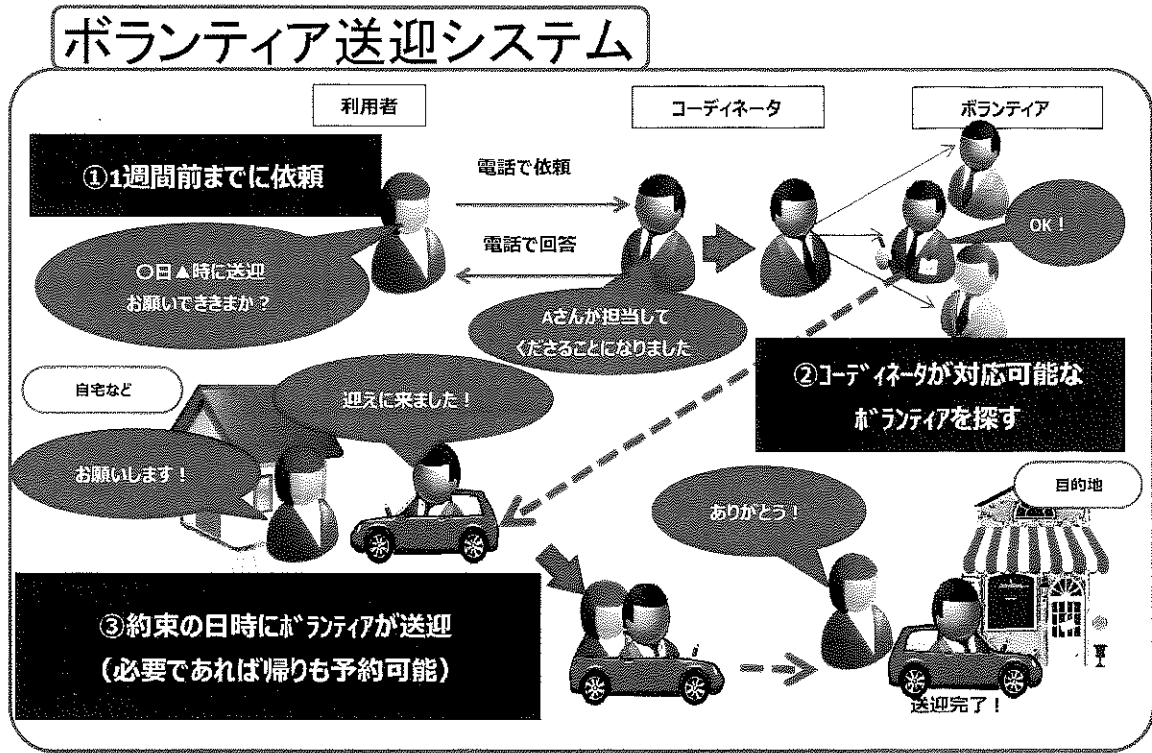 ボランティア送迎システム
利用者
コーディネータ
ボランティア
①1週間前までに依頼
電話で依頼
電話で回答
〇日▲時に送迎
お願いでききまか?
OK!
Aさんが担当して
くださることになりました
②コーディネータが対応可能な
ボランティアを探す
自宅など
迎えに来ました!
お願いします!
目的地
ありがとう!
③約束の日時にボランティアが送迎
(必要であれば帰りも予約可能)
送迎完了!